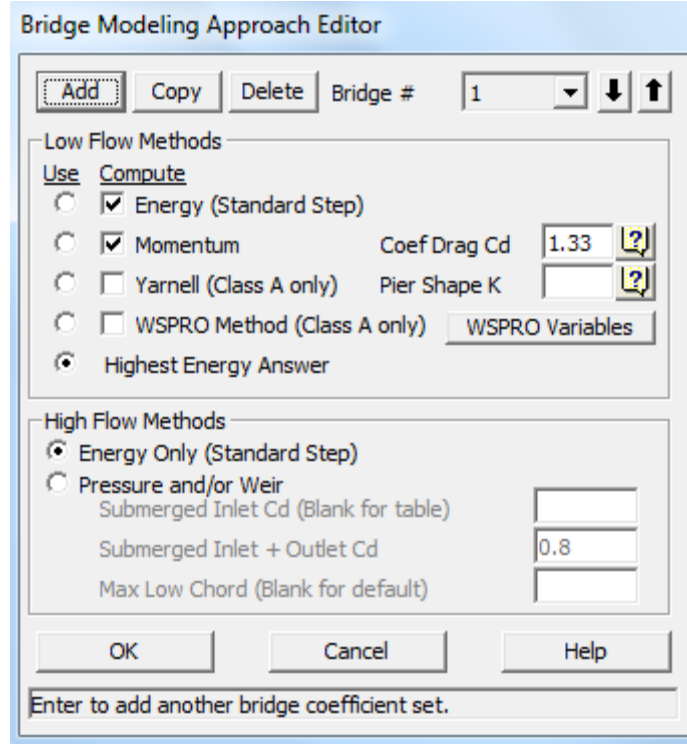 Bridge Modeling Approach Editor
Add Copy Delete Bridge # 1
Low Flow Methods
Use Compute
Energy (Standard Step)
Momentum Coef Drag Cd 1.33 ?
Yarnell (Class A only) Pier Shape K ?
WSPRO Method (Class A only) WSPRO Variables
Highest Energy Answer
High Flow Methods
Energy Only (Standard Step)
Pressure and/or Weir
Submerged Inlet Cd (Blank for table)
Submerged Inlet + Outlet Cd 0.8
Max Low Chord (Blank for default)
OK Cancel Help
Enter to add another bridge coefficient set.